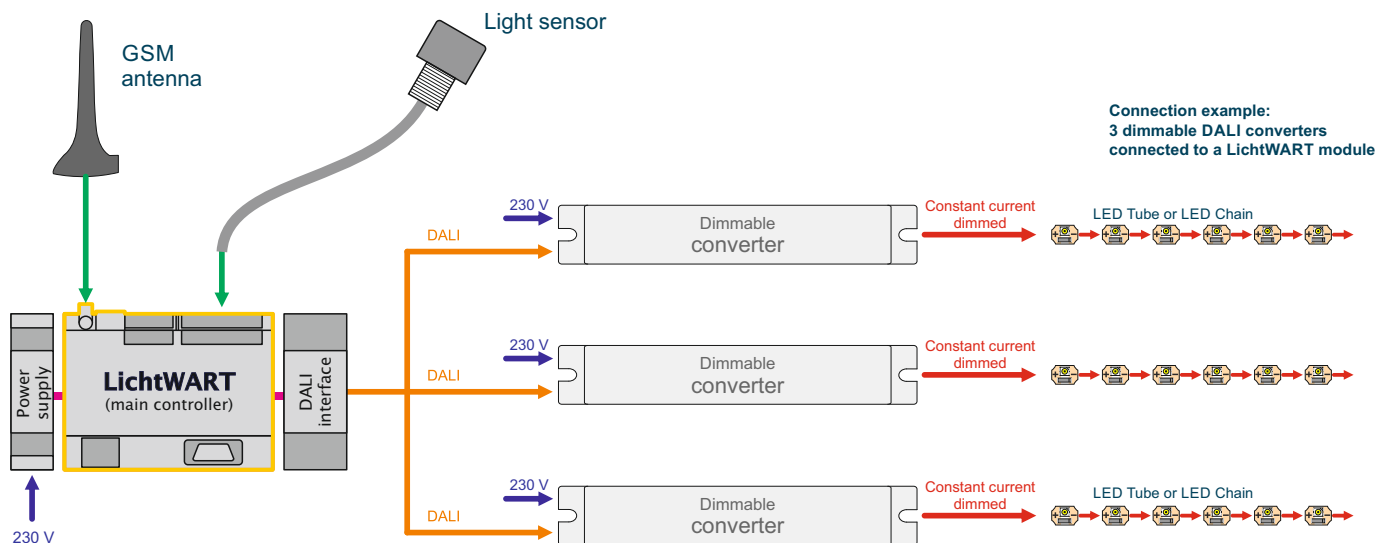 Light sensor
GSM
antenna
Connection example:
3 dimmable DALI converters
connected to a LichtWART module
230 V
DALI
Dimmable
converter
Constant current
dimmed
LED Tube or LED Chain
+ - + - + - + - + - + -
Power
supply
LichtWART
(main controller)
DALI
interface
230 V
DALI
Dimmable
converter
Constant current
dimmed
+ - + - + - + - + - + -
230 V
DALI
Dimmable
converter
Constant current
dimmed
LED Tube or LED Chain
+ - + - + - + - + - + -
230 V